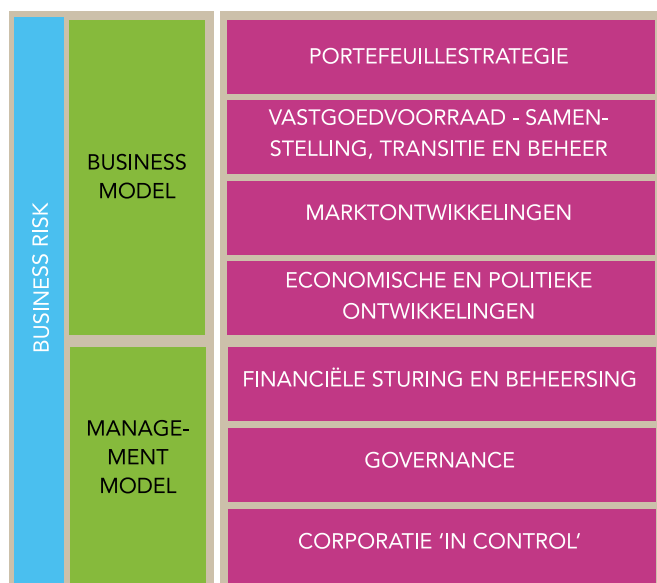 BUSINESS RISK
BUSINESS
MODEL
PORTEFEUILLESTRATEGIE
VASTGOEDVOORRAAD - SAMEN-
STELLING, TRANSITIE EN BEHEER
MARKTONTWIKKELINGEN
ECONOMISCHE EN POLITIEKE
ONTWIKKELINGEN
MANAGE-
MENT
MODEL
FINANCIËLE STURING EN BEHEERSING
GOVERNANCE
CORPORATIE ‘IN CONTROL’